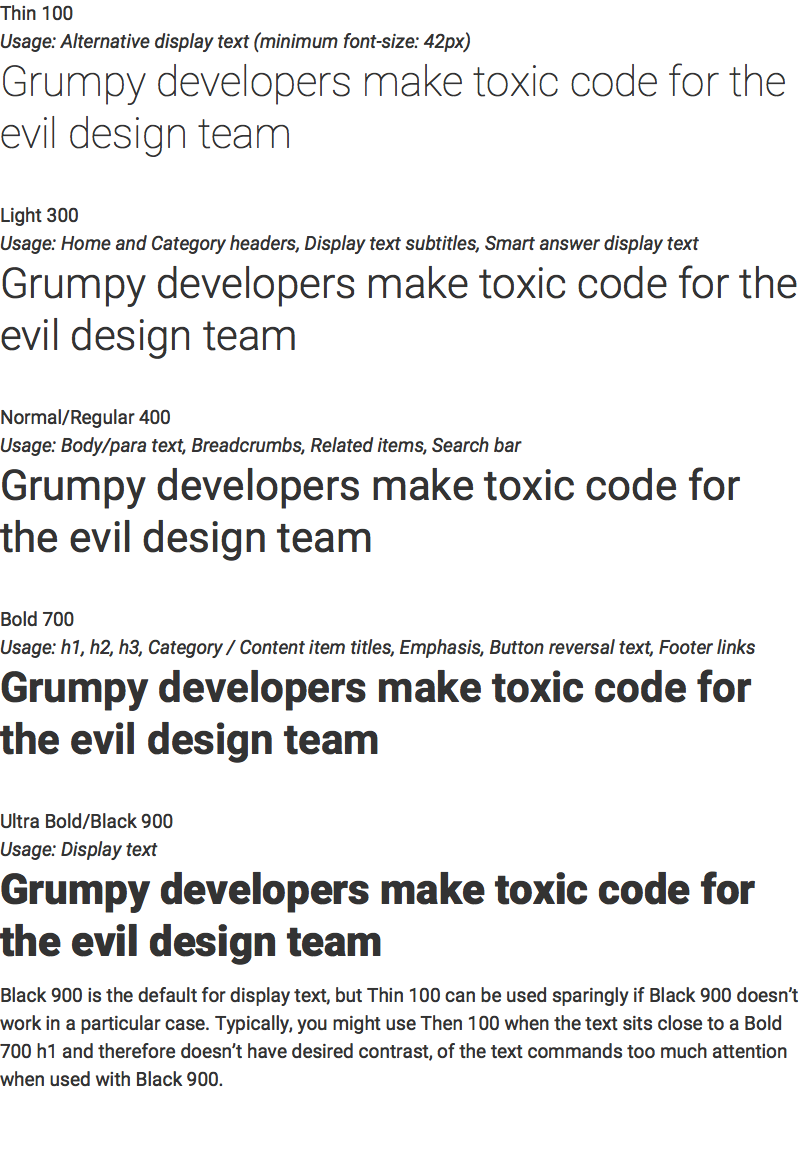 Thin 100
Usage: Alternative display text (minimum font-size: 42px)
Grumpy developers make toxic code for the
evil design team
Light 300
Usage: Home and Category headers, Display text subtitles, Smart answer display text
Grumpy developers make toxic code for the
evil design team
Normal/Regular 400
Usage: Body/para text, Breadcrumbs, Related items, Search bar
Grumpy developers make toxic code for
the evil design team
Bold 700
Usage: h1, h2, h3, Category / Content item titles, Emphasis, Button reversal text, Footer links
Grumpy developers make toxic code for
the evil design team
Ultra Bold/Black 900
Usage: Display text
Grumpy developers make toxic code for
the evil design team
Black 900 is the default for display text, but Thin 100 can be used sparingly if Black 900 doesn’t
work in a particular case. Typically, you might use Then 100 when the text sits close to a Bold
700 h1 and therefore doesn’t have desired contrast, of the text commands too much attention
when used with Black 900.